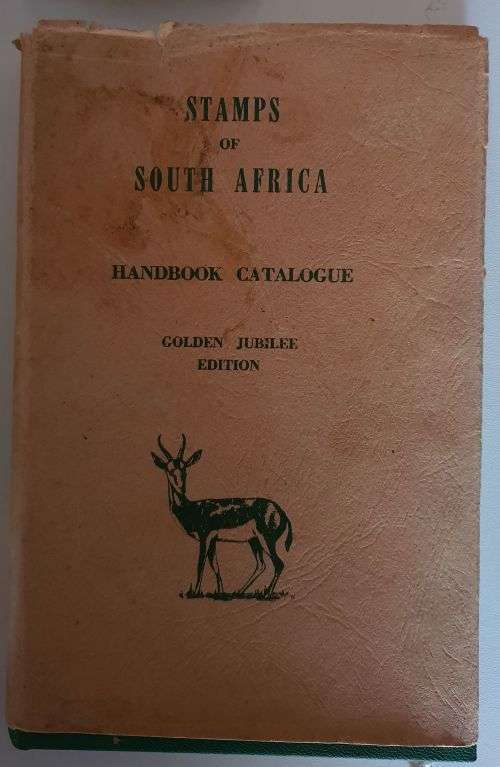 STAMPS
OF
SOUTH AFRICA
HANDBOOK CATALOGUE
GOLDEN JUBILEE
EDITION